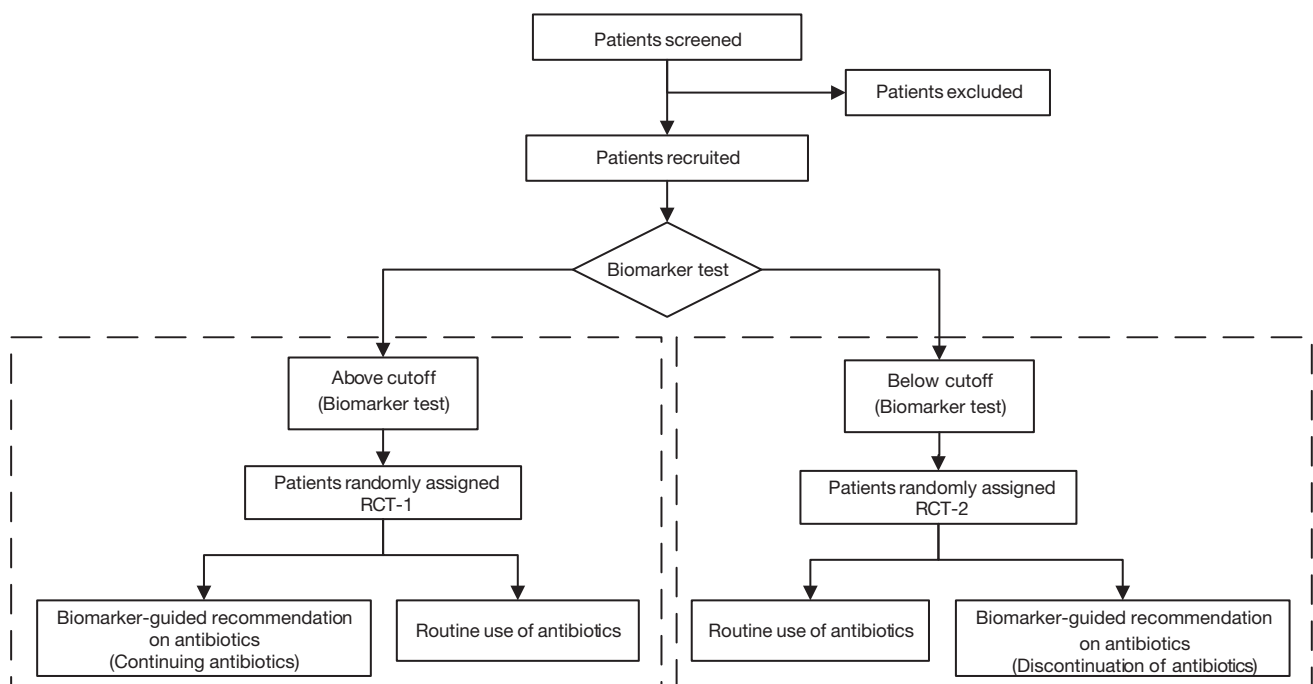 Patients screened
Patients excluded
Patients recruited
Biomarker test
Above cutoff
(Biomarker test)
Below cutoff
(Biomarker test)
Patients randomly assigned
RCT-1
Patients randomly assigned
RCT-2
Biomarker-guided recommendation
on antibiotics
(Continuing antibiotics)
Routine use of antibiotics
Routine use of antibiotics
Biomarker-guided recommendation
on antibiotics
(Discontinuation of antibiotics)